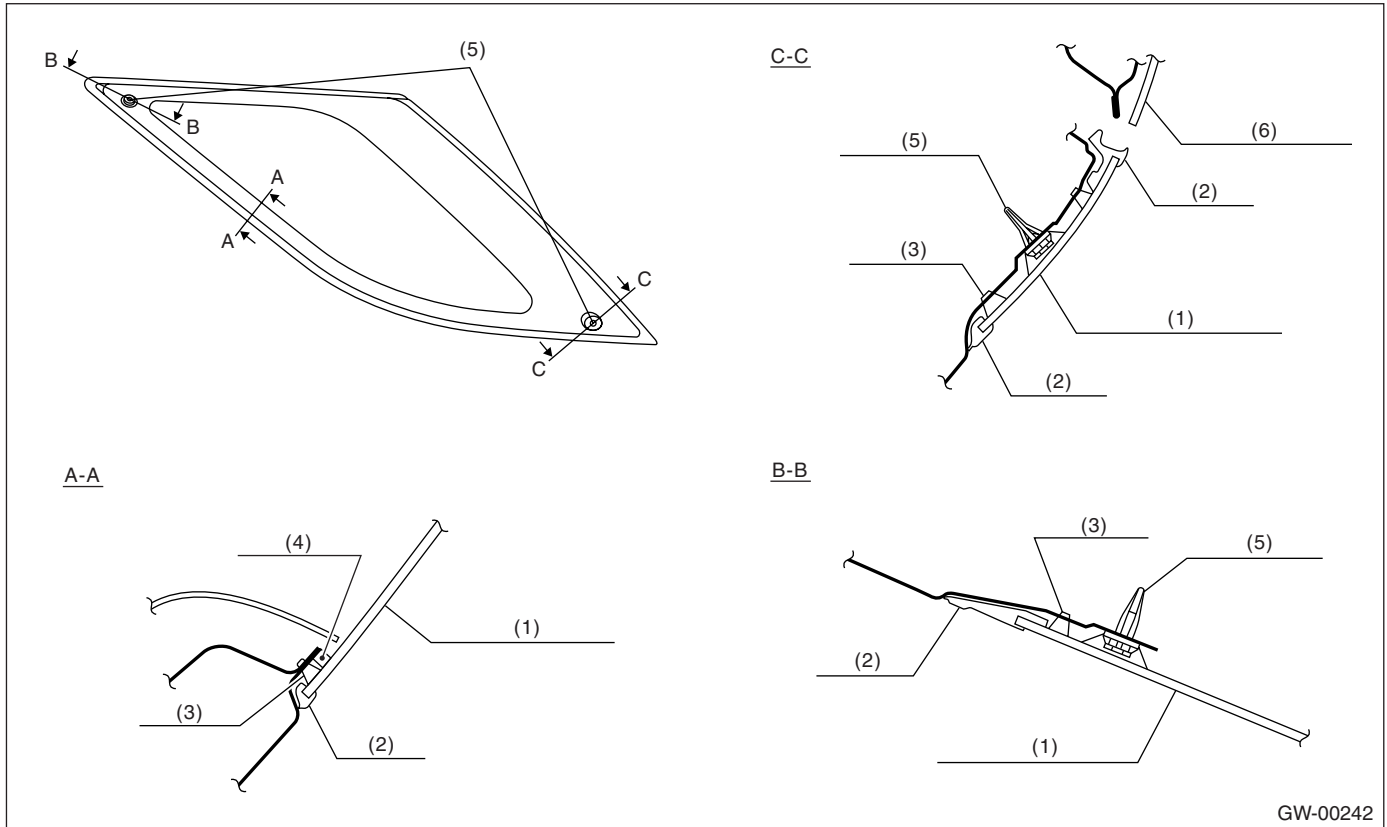 B
(5)
B
A
A
C
C
C-C
(5)
(6)
(2)
(3)
(1)
(2)
A-A
(4)
(1)
(3)
(2)
B-B
(3)
(5)
(2)
(1)
GW-00242